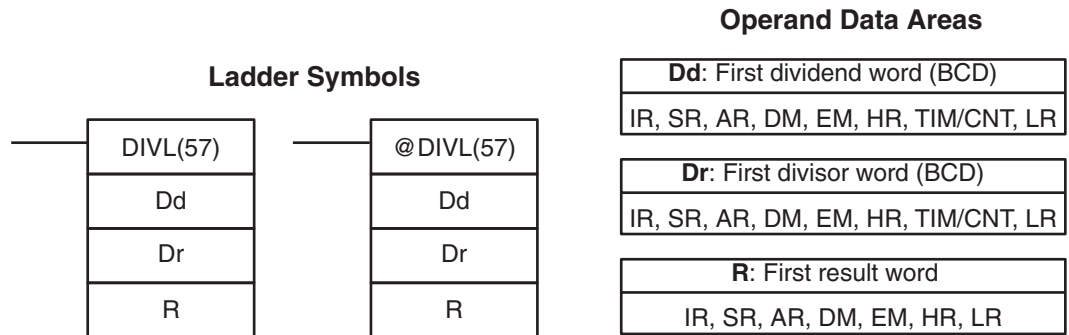 Ladder Symbols
DIVL(57)
Dd
Dr
R
@DIVL(57)
Dd
Dr
R
Operand Data Areas
Dd: First dividend word (BCD)
IR, SR, AR, DM, EM, HR, TIM/CNT, LR
Dr: First divisor word (BCD)
IR, SR, AR, DM, EM, HR, TIM/CNT, LR
R: First result word
IR, SR, AR, DM, EM, HR, LR